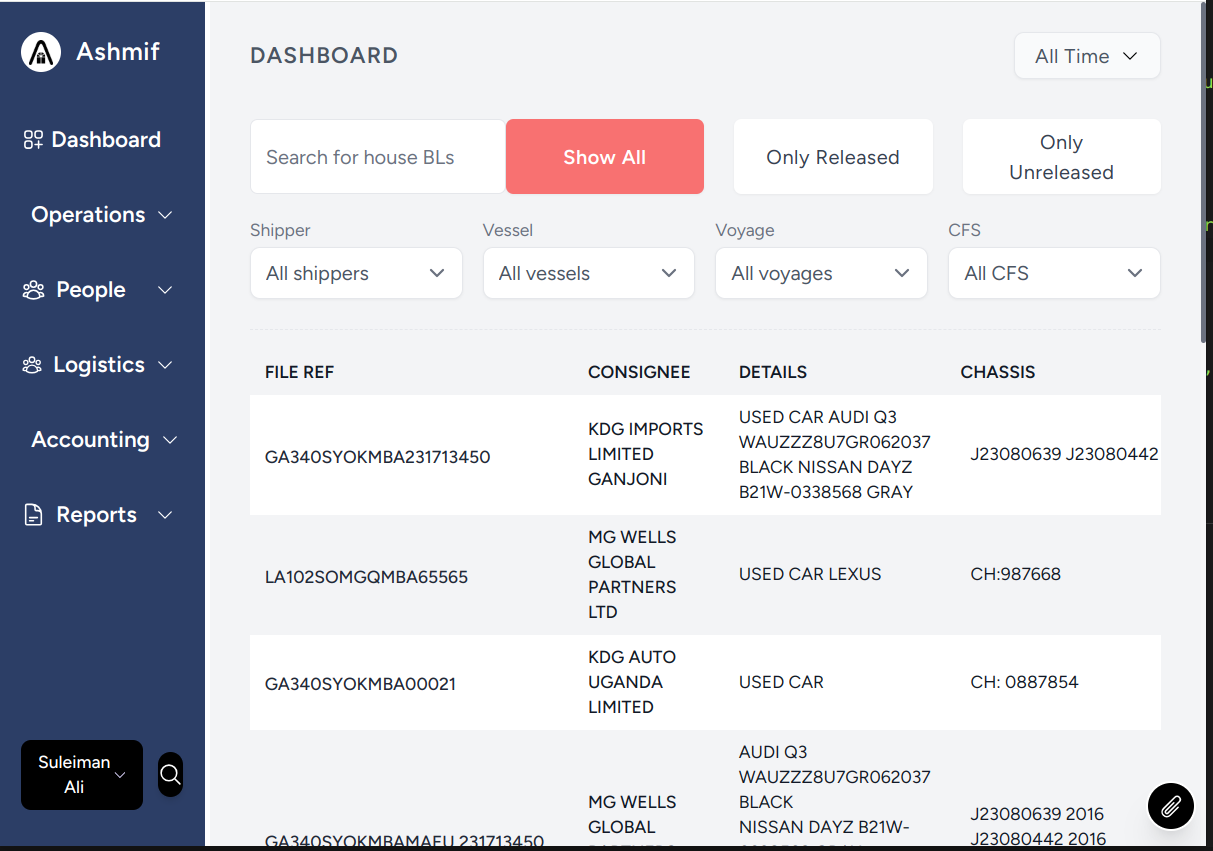 Ashmif
Dashboard
Operations
People
Logistics
Accounting
Reports
Suleiman
Ali
DASHBOARD
All Time
Search for house BLs
Show All
Only Released
Only
Unreleased
Shipper
Vessel
Voyage
CFS
All shippers
All vessels
All voyages
All CFS
FILE REF
CONSIGNEE
DETAILS
CHASSIS
GA340SYOKMBA231713450
KDG IMPORTS
LIMITED
GANJONI
USED CAR AUDI Q3
WAUZZZ8U7GR062037
BLACK NISSAN DAYZ
B21W-0338568 GRAY
J23080639 J23080442
LA102SOMGQMBA65565
MG WELLS
GLOBAL
PARTNERS
LTD
USED CAR LEXUS
CH:987668
GA340SYOKMBA00021
KDG AUTO
UGANDA
LIMITED
USED CAR
CH: 0887854
GA340SYOKMBAMAEU 231713450
MG WELLS
GLOBAL
AUDI Q3
WAUZZZ8U7GR062037
BLACK
NISSAN DAYZ B21W-
J23080639 2016
J23080442 2016